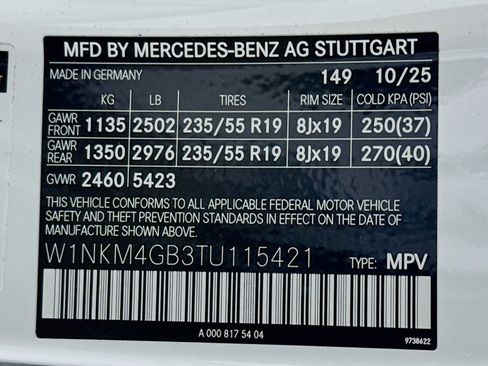 MFD BY MERCEDES-BENZ AG STUTTGART
MADE IN GERMANY 149 10/25
KG LB TIRES RIM SIZE COLD KPA (PSI)
GAWR FRONT 1135 2502 235/55 R19 8Jx19 250(37)
GAWR REAR 1350 2976 235/55 R19 8Jx19 270(40)
GVWR 2460 5423
THIS VEHICLE CONFORMS TO ALL APPLICABLE FEDERAL MOTOR VEHICLE
SAFETY AND THEFT PREVENTION STANDARDS IN EFFECT ON THE DATE OF
MANUFACTURE SHOWN ABOVE.
W1NKM4GB3TU115421 TYPE: MPV
A 000 817 54 04 9738622